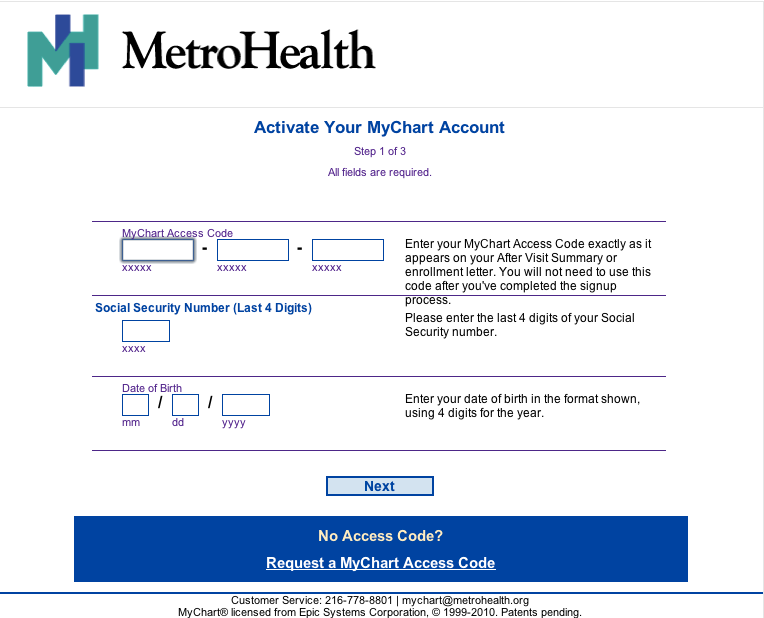 MH MetroHealth
Activate Your MyChart Account
Step 1 of 3
All fields are required.
MyChart Access Code
- -
xxxxx xxxxx xxxxx
Enter your MyChart Access Code exactly as it
appears on your After Visit Summary or
enrollment letter. You will not need to use this
code after you've completed the signup
process.
Social Security Number (Last 4 Digits)
xxxx
Please enter the last 4 digits of your Social
Security number.
Date of Birth
/ /
mm dd yyyy
Enter your date of birth in the format shown,
using 4 digits for the year.
Next
No Access Code?
Request a MyChart Access Code
Customer Service: 216-778-8801 | mychart@metrohealth.org
MyChart® licensed from Epic Systems Corporation, © 1999-2010. Patents pending.